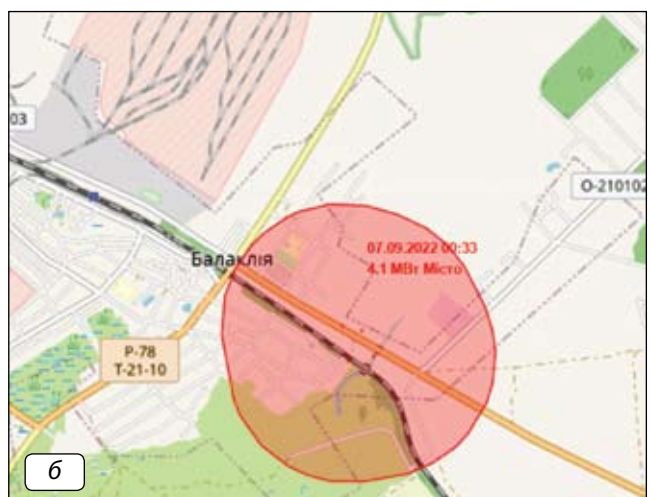 03
О-210102
07.09.2022 00:33
4.1 МВт Місто
Балаклія
Р-78
Т-21-10
б